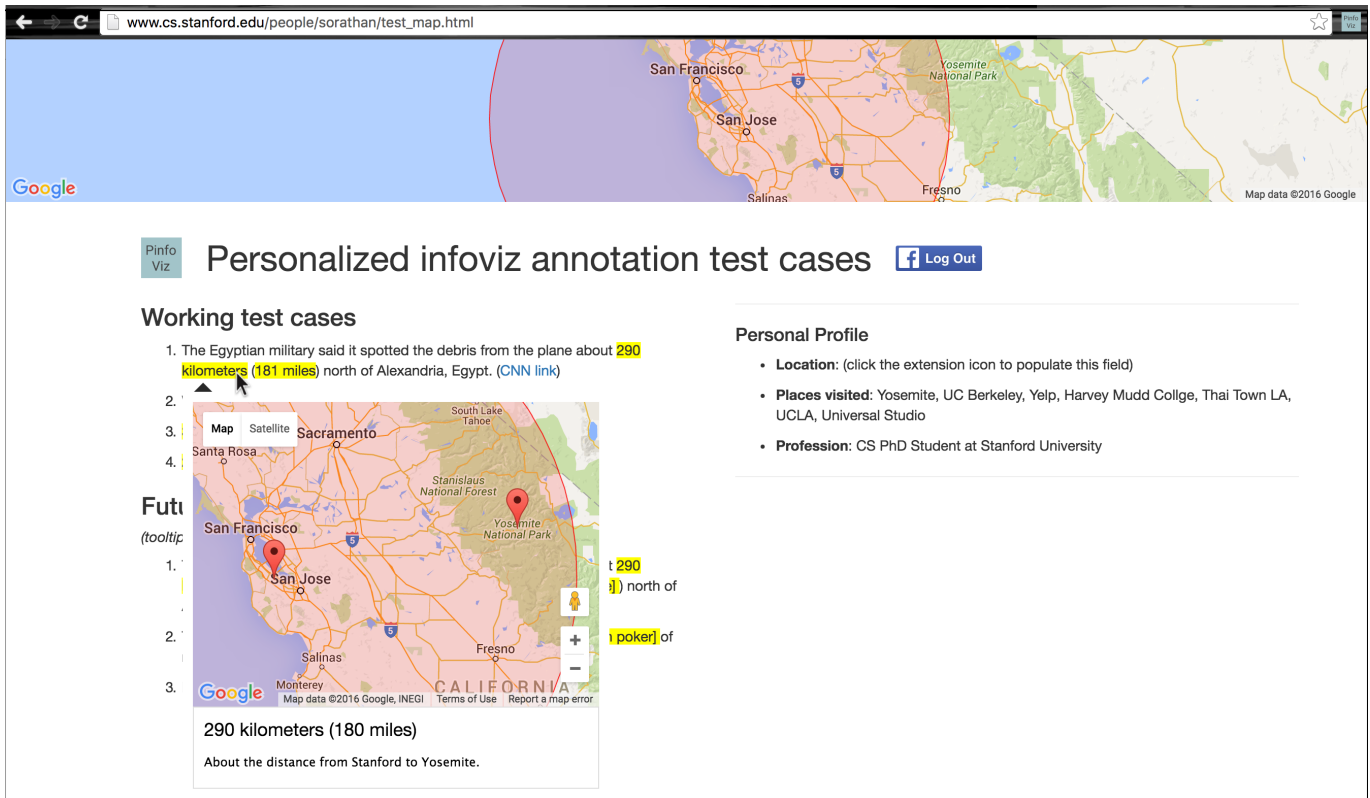 www.cs.stanford.edu/people/sorathan/test_map.html
Pinfo
Viz
San Francisco
Yosemite
National Park
5
San Jose
5
Fresno
Salinas
Google
Map data ©2016 Google
Pinfo
Viz
Personalized infoviz annotation test cases
f Log Out
Working test cases
1. The Egyptian military said it spotted the debris from the plane about 290
kilometers (181 miles) north of Alexandria, Egypt. (CNN link)
2.
3.
4.
Futu
(tooltip
1.
t 290
e] ) north of
2.
n poker] of
3.
Map Satellite
South Lake
Tahoe
Sacramento
Santa Rosa
Stanislaus
National Forest
San Francisco
Yosemite
National Park
5
San Jose
5
Fresno
Salinas
Monterey
CALIFORNIA
+
−
Google
Map data ©2016 Google, INEGI Terms of Use Report a map error
290 kilometers (180 miles)
About the distance from Stanford to Yosemite.
Personal Profile
• Location: (click the extension icon to populate this field)
• Places visited: Yosemite, UC Berkeley, Yelp, Harvey Mudd Collge, Thai Town LA,
UCLA, Universal Studio
• Profession: CS PhD Student at Stanford University